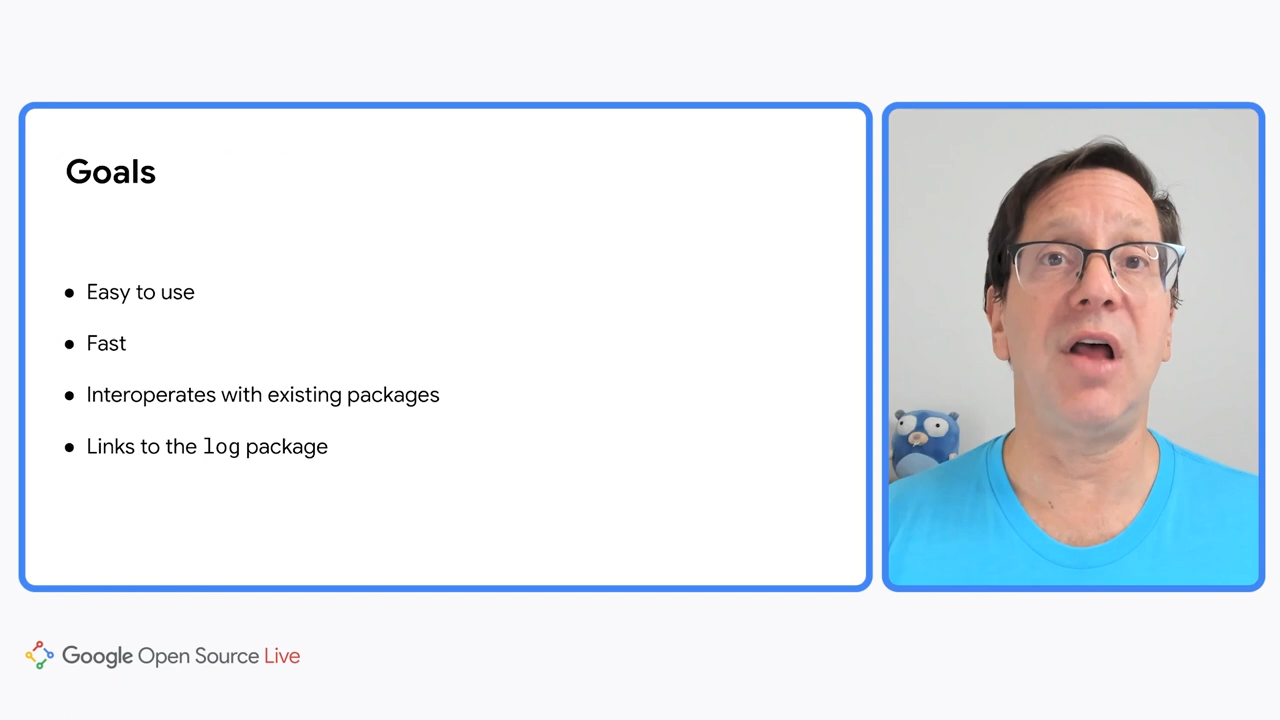 Goals
● Easy to use
● Fast
● Interoperates with existing packages
● Links to the log package
Google Open Source Live